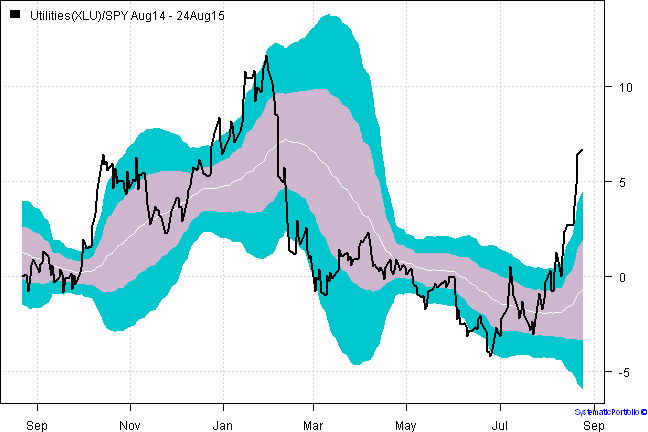 Utilities(XLU)/SPY Aug14 - 24Aug15
10
5
0
-5
SystematicPortfolio ©
Sep Nov Jan Mar May Jul Sep